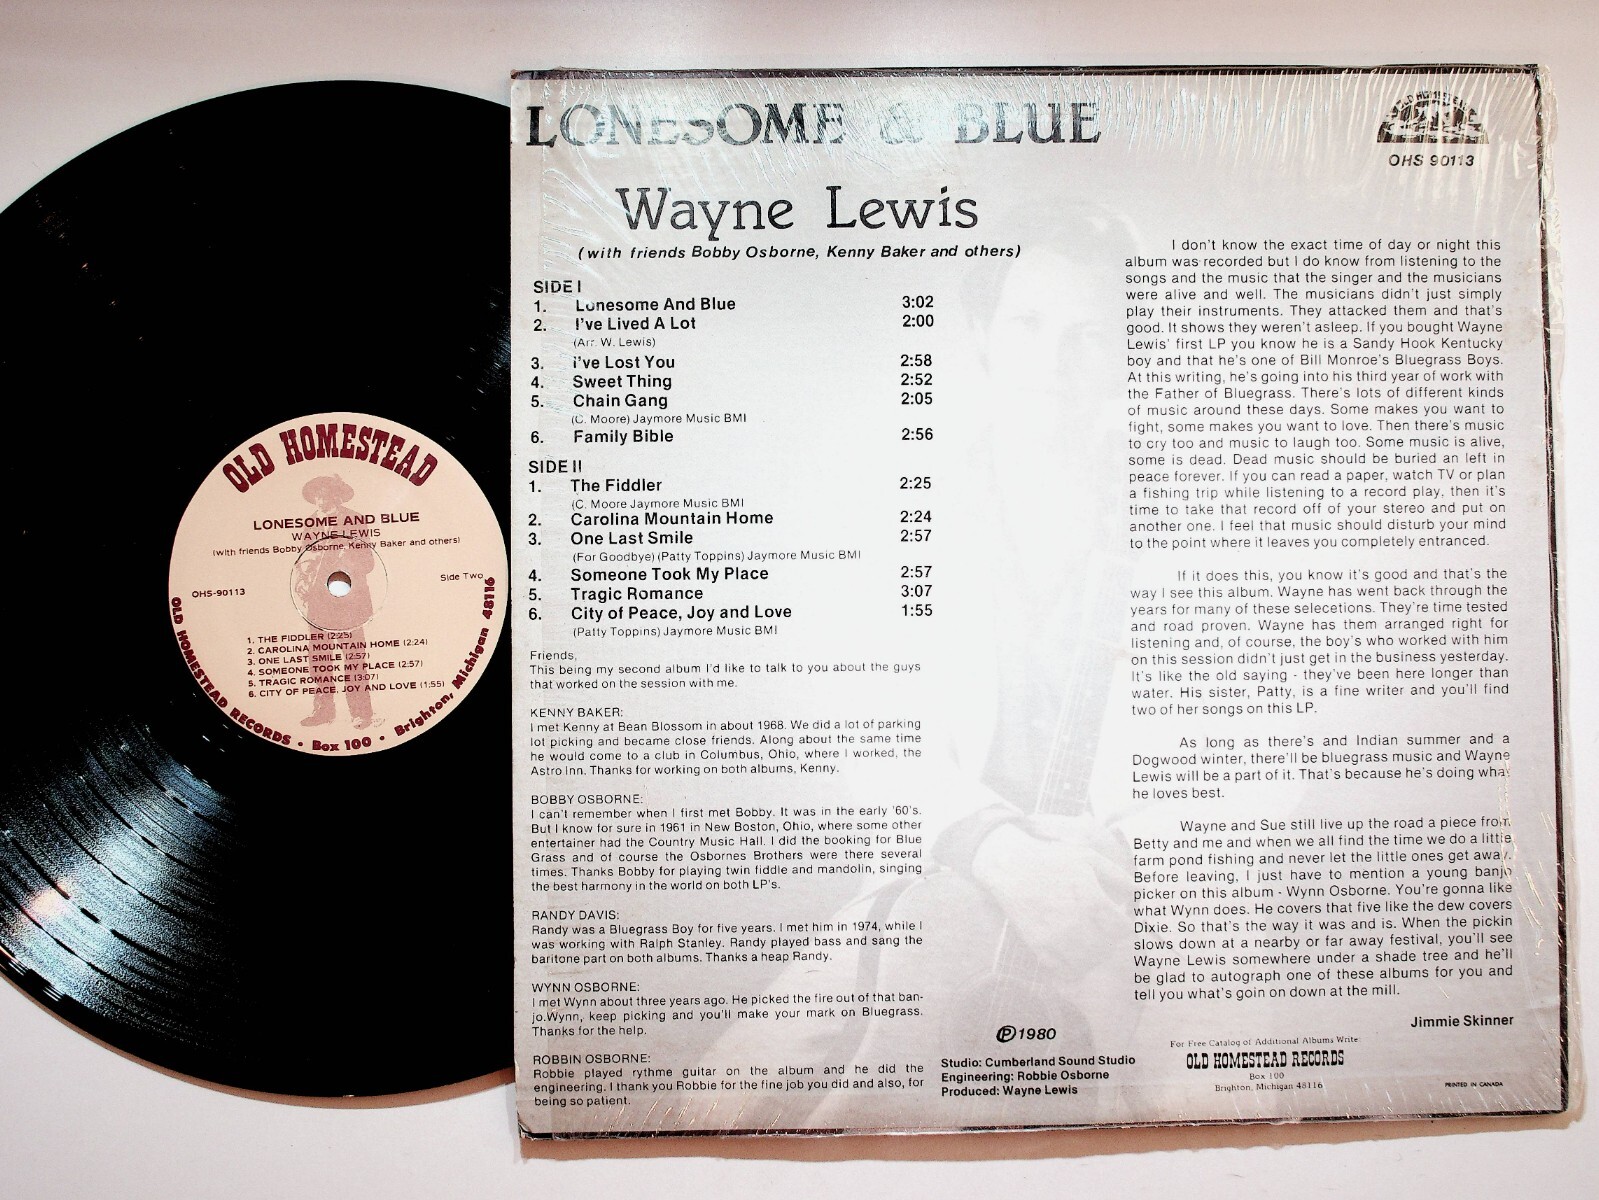 OLD HOMESTEAD
LONESOME AND BLUE
WAYNE LEWIS
(with friends Bobby Osborne, Kenny Baker and others)
Side Two
OHS-90113
1. THE FIDDLER (2:25)
2. CAROLINA MOUNTAIN HOME (2:24)
3. ONE LAST SMILE (2:57)
4. SOMEONE TOOK MY PLACE (2:57)
5. TRAGIC ROMANCE (3:07)
6. CITY OF PEACE, JOY AND LOVE (1:55)
OLD HOMESTEAD RECORDS • Box 100 • Brighton, Michigan 48116
LONESOME & BLUE
OLD HOMESTEAD
OHS 90113
Wayne Lewis
(with friends Bobby Osborne, Kenny Baker and others)
SIDE I
1. Lonesome And Blue 3:02
2. I've Lived A Lot 2:00
(Arr. W. Lewis)
3. I've Lost You 2:58
4. Sweet Thing 2:52
5. Chain Gang 2:05
(C. Moore) Jaymore Music BMI
6. Family Bible 2:56
SIDE II
1. The Fiddler 2:25
(C. Moore Jaymore Music BMI
2. Carolina Mountain Home 2:24
3. One Last Smile 2:57
(For Goodbye) (Patty Toppins) Jaymore Music BMI
4. Someone Took My Place 2:57
5. Tragic Romance 3:07
6. City of Peace, Joy and Love 1:55
(Patty Toppins) Jaymore Music BMI
Friends,
This being my second album I'd like to talk to you about the guys
that worked on the session with me.
KENNY BAKER:
I met Kenny at Bean Blossom in about 1968. We did a lot of parking
lot picking and became close friends. Along about the same time
he would come to a club in Columbus, Ohio, where I worked, the
Astro Inn. Thanks for working on both albums, Kenny.
BOBBY OSBORNE:
I can't remember when I first met Bobby. It was in the early '60's.
But I know for sure in 1961 in New Boston, Ohio, where some other
entertainer had the Country Music Hall. I did the booking for Blue
Grass and of course the Osbornes Brothers were there several
times. Thanks Bobby for playing twin fiddle and mandolin, singing
the best harmony in the world on both LP's.
RANDY DAVIS:
Randy was a Bluegrass Boy for five years. I met him in 1974, while I
was working with Ralph Stanley. Randy played bass and sang the
baritone part on both albums. Thanks a heap Randy.
WYNN OSBORNE:
I met Wynn about three years ago. He picked the fire out of that ban-
jo.Wynn, keep picking and you'll make your mark on Bluegrass.
Thanks for the help.
ROBBIN OSBORNE:
Robbie played rythme guitar on the album and he did the
engineering. I thank you Robbie for the fine job you did and also, for
being so patient.
I don't know the exact time of day or night this
album was recorded but I do know from listening to the
songs and the music that the singer and the musicians
were alive and well. The musicians didn't just simply
play their instruments. They attacked them and that's
good. It shows they weren't asleep. If you bought Wayne
Lewis' first LP you know he is a Sandy Hook Kentucky
boy and that he's one of Bill Monroe's Bluegrass Boys.
At this writing, he's going into his third year of work with
the Father of Bluegrass. There's lots of different kinds
of music around these days. Some makes you want to
fight, some makes you want to love. Then there's music
to cry too and music to laugh too. Some music is alive,
some is dead. Dead music should be buried an left in
peace forever. If you can read a paper, watch TV or plan
a fishing trip while listening to a record play, then it's
time to take that record off of your stereo and put on
another one. I feel that music should disturb your mind
to the point where it leaves you completely entranced.
If it does this, you know it's good and that's the
way I see this album. Wayne has went back through the
years for many of these selecetions. They're time tested
and road proven. Wayne has them arranged right for
listening and, of course, the boy's who worked with him
on this session didn't just get in the business yesterday.
It's like the old saying - they've been here longer than
water. His sister, Patty, is a fine writer and you'll find
two of her songs on this LP.
As long as there's and Indian summer and a
Dogwood winter, there'll be bluegrass music and Wayne
Lewis will be a part of it. That's because he's doing what
he loves best.
Wayne and Sue still live up the road a piece from
Betty and me and when we all find the time we do a little
farm pond fishing and never let the little ones get away.
Before leaving, I just have to mention a young banjo
picker on this album - Wynn Osborne. You're gonna like
what Wynn does. He covers that five like the dew covers
Dixie. So that's the way it was and is. When the pickin
slows down at a nearby or far away festival, you'll see
Wayne Lewis somewhere under a shade tree and he'll
be glad to autograph one of these albums for you and
tell you what's goin on down at the mill.
Jimmie Skinner
Ⓟ1980
Studio: Cumberland Sound Studio
Engineering: Robbie Osborne
Produced: Wayne Lewis
For Free Catalog of Additional Albums Write
OLD HOMESTEAD RECORDS
Box 100
Brighton, Michigan 48116
PRINTED IN CANADA